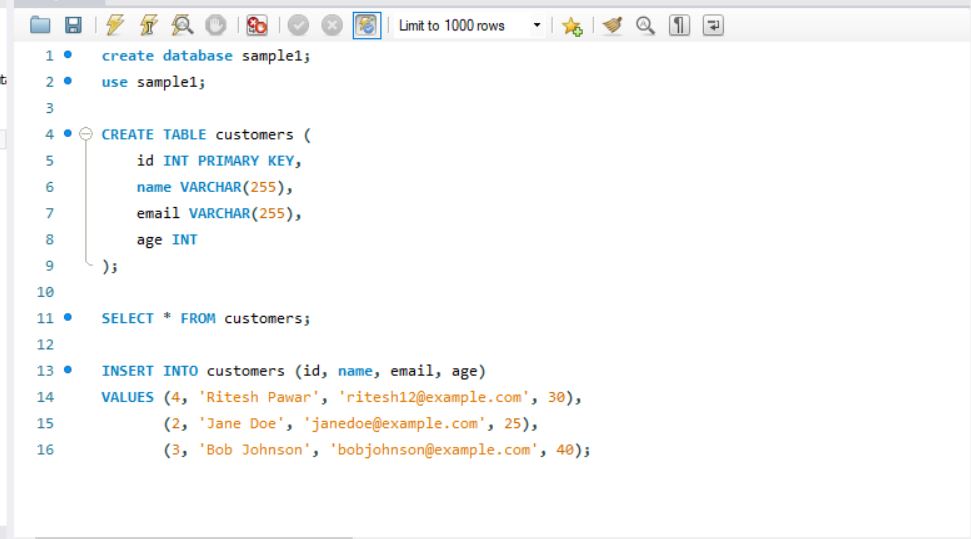 Limit to 1000 rows
1 create database sample1;
2 use sample1;
3
4 CREATE TABLE customers (
5 id INT PRIMARY KEY,
6 name VARCHAR(255),
7 email VARCHAR(255),
8 age INT
9 );
10
11 SELECT * FROM customers;
12
13 INSERT INTO customers (id, name, email, age)
14 VALUES (4, 'Ritesh Pawar', 'ritesh12@example.com', 30),
15 (2, 'Jane Doe', 'janedoe@example.com', 25),
16 (3, 'Bob Johnson', 'bobjohnson@example.com', 40);